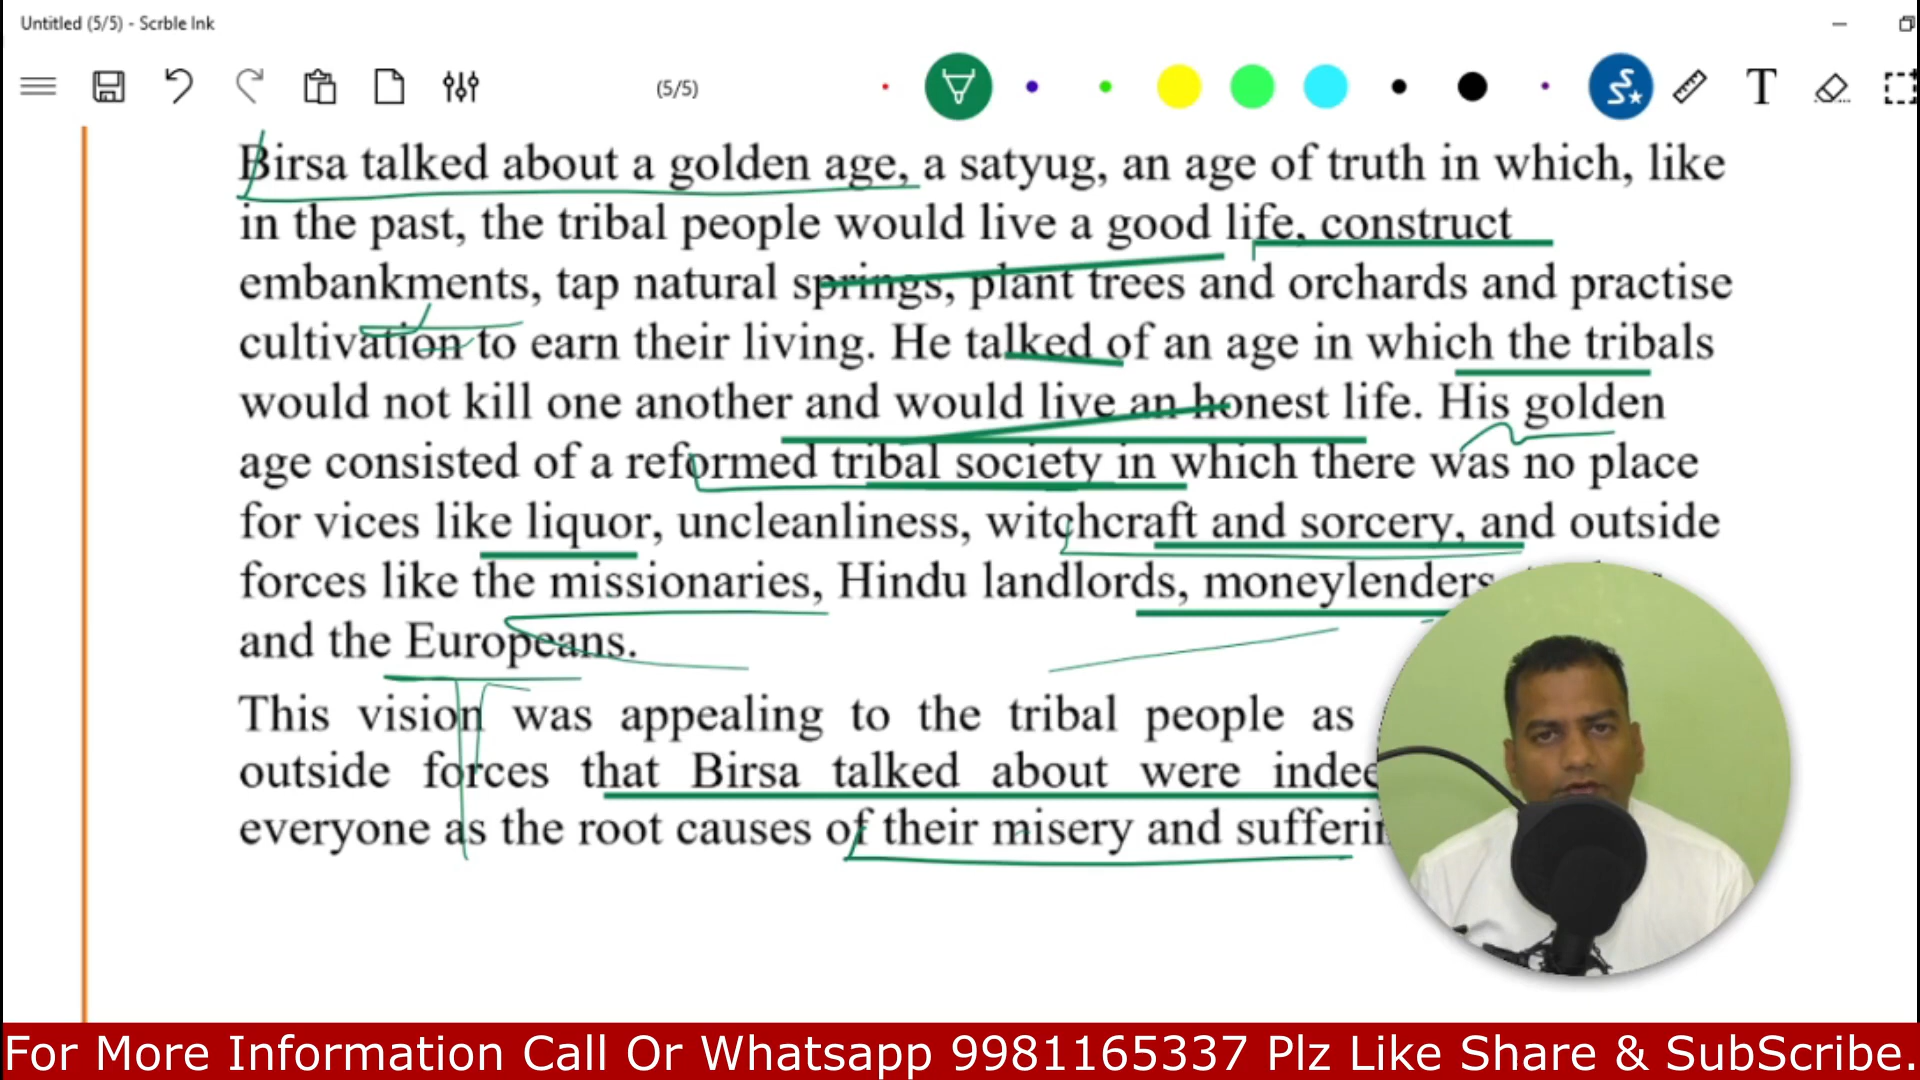 Untitled (5/5) - Scrble Ink
(5/5)
T
Birsa talked about a golden age, a satyug, an age of truth in which, like
in the past, the tribal people would live a good life, construct
embankments, tap natural springs, plant trees and orchards and practise
cultivation to earn their living. He talked of an age in which the tribals
would not kill one another and would live an honest life. His golden
age consisted of a reformed tribal society in which there was no place
for vices like liquor, uncleanliness, witchcraft and sorcery, and outside
forces like the missionaries, Hindu landlords, moneylenders
and the Europeans.
This vision was appealing to the tribal people as
outside forces that Birsa talked about were
everyone as the root causes of their misery and
For More Information Call Or Whatsapp 9981165337 Plz Like Share & SubScribe.